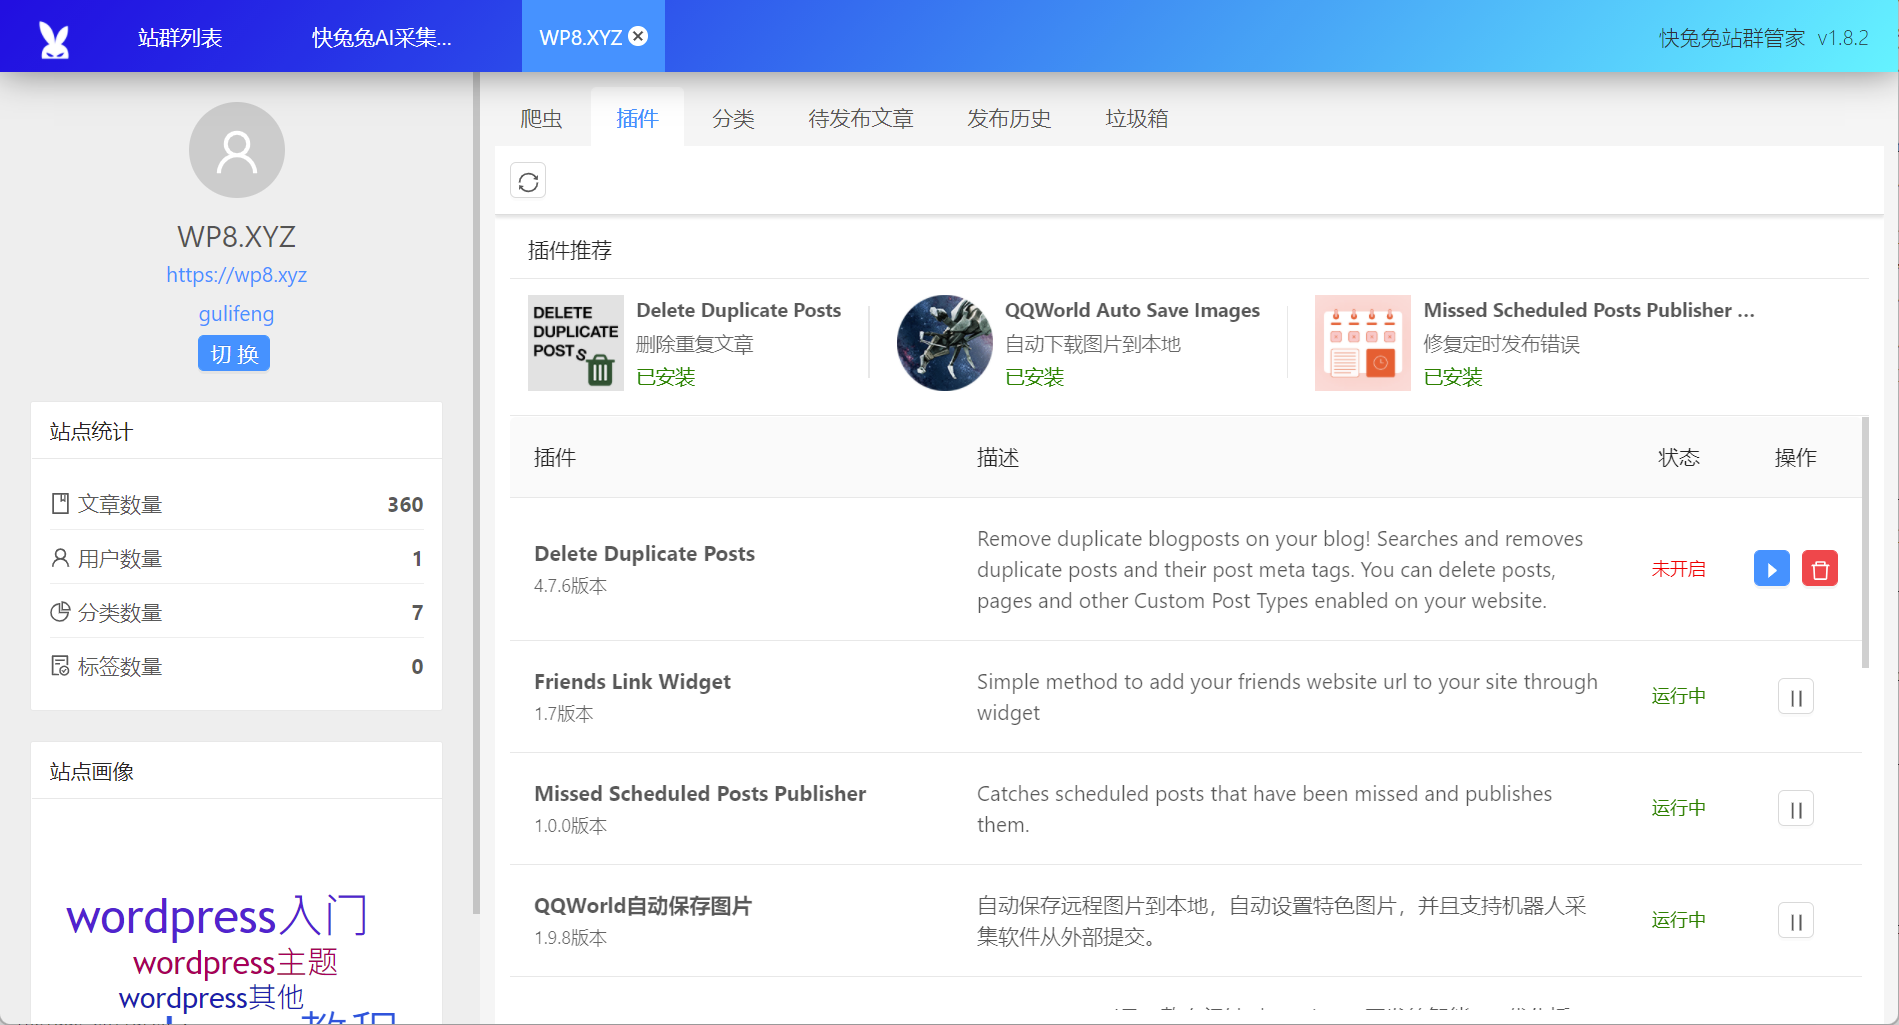 站群列表
快兔兔AI采集...
WP8.XYZ
快兔兔站群管家 v1.8.2
WP8.XYZ
https://wp8.xyz
gulifeng
切 换
站点统计
文章数量 360
用户数量 1
分类数量 7
标签数量 0
站点画像
wordpress入门
wordpress主题
wordpress其他
爬虫
插件
分类
待发布文章
发布历史
垃圾箱
插件推荐
DELETE
DUPLICATE
POSTS
Delete Duplicate Posts
删除重复文章
已安装
QQWorld Auto Save Images
自动下载图片到本地
已安装
Missed Scheduled Posts Publisher ...
修复定时发布错误
已安装
插件 描述 状态 操作
Delete Duplicate Posts
4.7.6版本
Remove duplicate blogposts on your blog! Searches and removes
duplicate posts and their post meta tags. You can delete posts,
pages and other Custom Post Types enabled on your website.
未开启
Friends Link Widget
1.7版本
Simple method to add your friends website url to your site through
widget
运行中
Missed Scheduled Posts Publisher
1.0.0版本
Catches scheduled posts that have been missed and publishes
them.
运行中
QQWorld自动保存图片
1.9.8版本
自动保存远程图片到本地，自动设置特色图片，并且支持机器人采
集软件从外部提交。
运行中